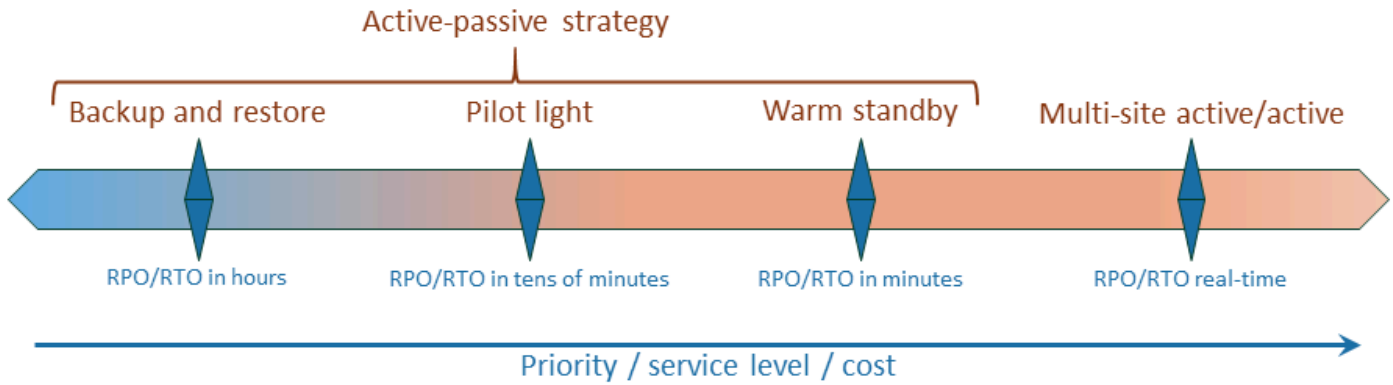 Active-passive strategy
Backup and restore
Pilot light
Warm standby
Multi-site active/active
RPO/RTO in hours
RPO/RTO in tens of minutes
RPO/RTO in minutes
RPO/RTO real-time
Priority / service level / cost